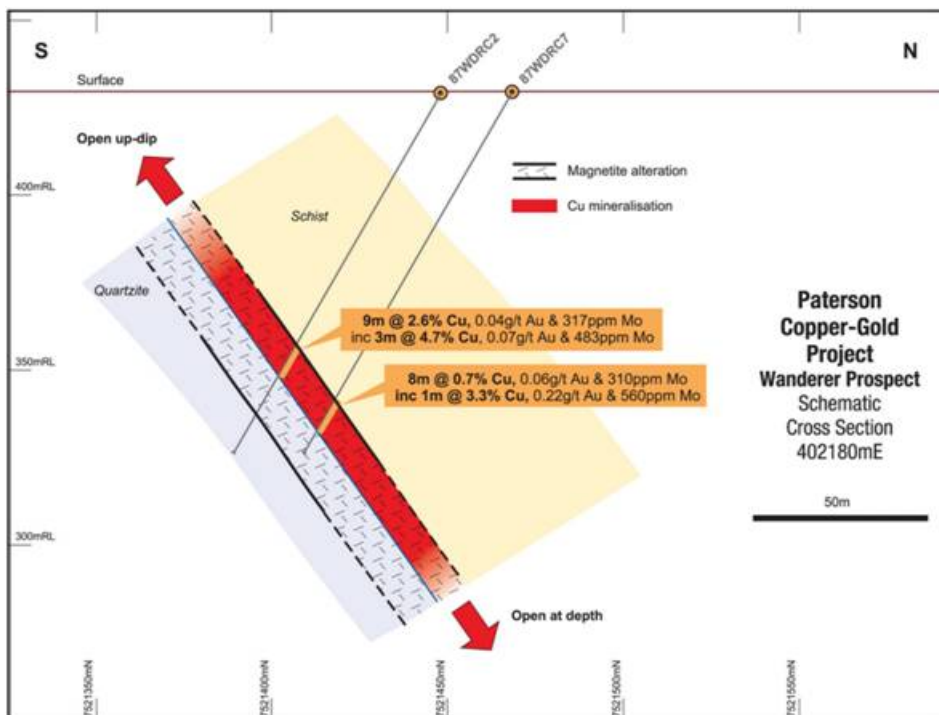 S
N
87WDRC2
87WDRC7
Surface
Open up-dip
Magnetite alteration
400mRL
Cu mineralisation
Schist
Quartzite
9m @ 2.6% Cu, 0.04g/t Au & 317ppm Mo
inc 3m @ 4.7% Cu, 0.07g/t Au & 483ppm Mo
350mRL
8m @ 0.7% Cu, 0.06g/t Au & 310ppm Mo
inc 1m @ 3.3% Cu, 0.22g/t Au & 560ppm Mo
Paterson
Copper-Gold
Project
Wanderer Prospect
Schematic
Cross Section
402180mE
50m
300mRL
Open at depth
7521350mN
7521400mN
7521450mN
7521500mN
7521550mN